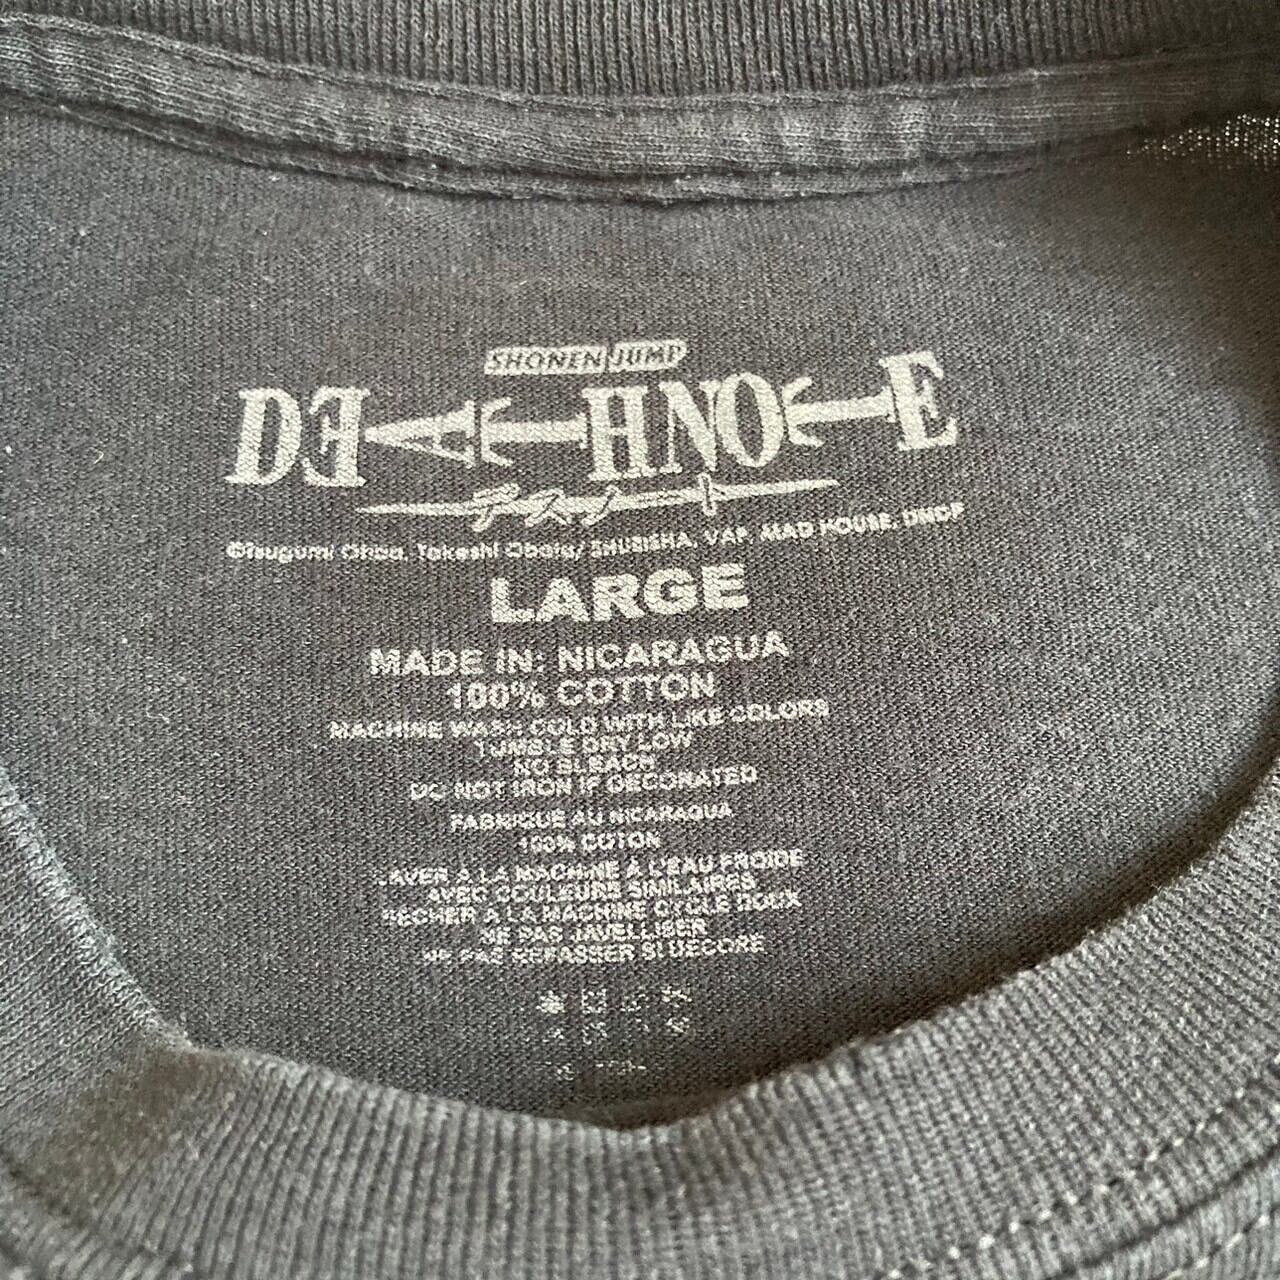 SHONEN JUMP
DEATH NOTE
デスノート
©Tsugumi Ohba, Takeshi Obata/ SHUEISHA, VAP, MAD HOUSE, DNDP
LARGE
MADE IN: NICARAGUA
100% COTTON
MACHINE WASH COLD WITH LIKE COLORS
TUMBLE DRY LOW
NO BLEACH
DO NOT IRON IF DECORATED
FABRIQUE AU NICARAGUA
100% COTON
LAVER A LA MACHINE À L'EAU FROIDE
AVEC COULEURS SIMILAIRES
SECHER A LA MACHINE CYCLE DOUX
NE PAS JAVELLISER
NE PAS REPASSER SI DECORE